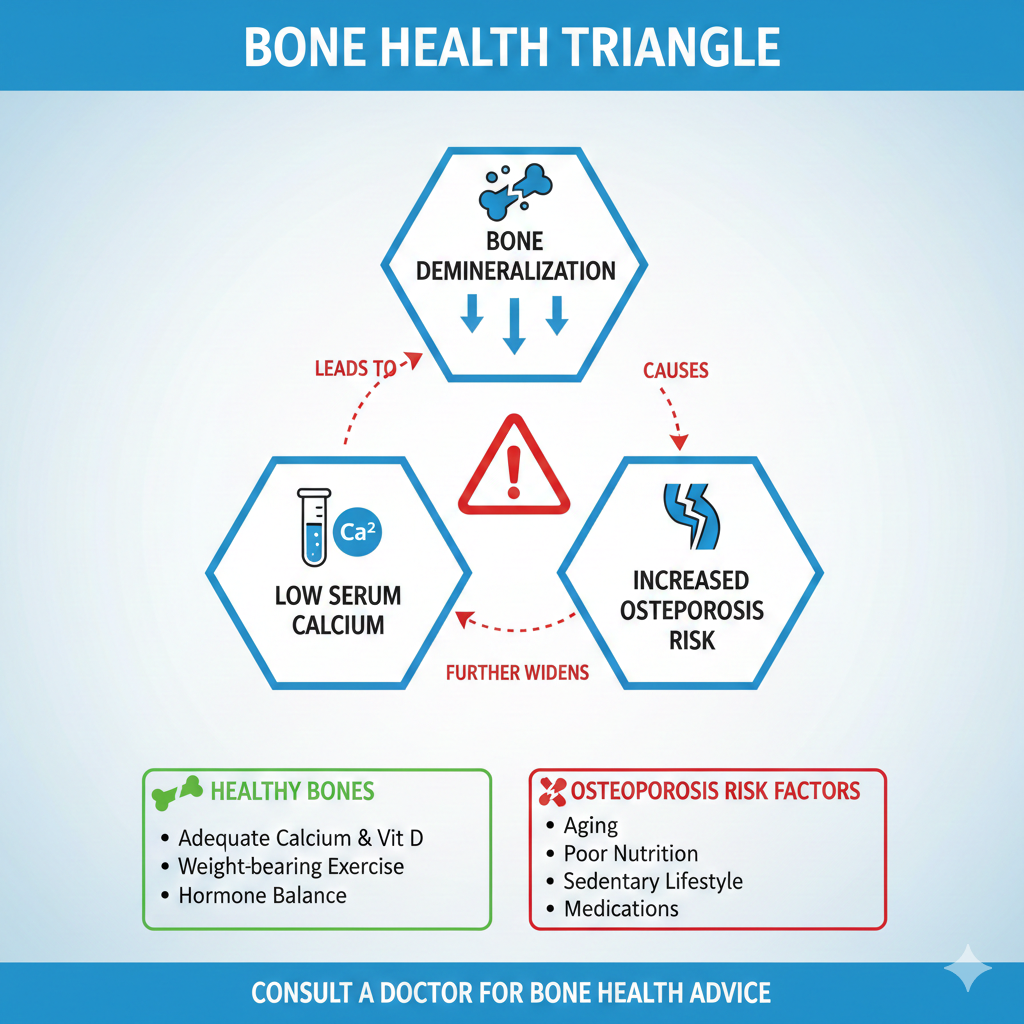 BONE HEALTH TRIANGLE
BONE
DEMINERALIZATION
LEADS TO
CAUSES
Ca²
LOW SERUM
CALCIUM
INCREASED
OSTEPOROSIS
RISK
FURTHER WIDENS
HEALTHY BONES
• Adequate Calcium & Vit D
• Weight-bearing Exercise
• Hormone Balance
OSTEOPOROSIS RISK FACTORS
• Aging
• Poor Nutrition
• Sedentary Lifestyle
• Medications
CONSULT A DOCTOR FOR BONE HEALTH ADVICE